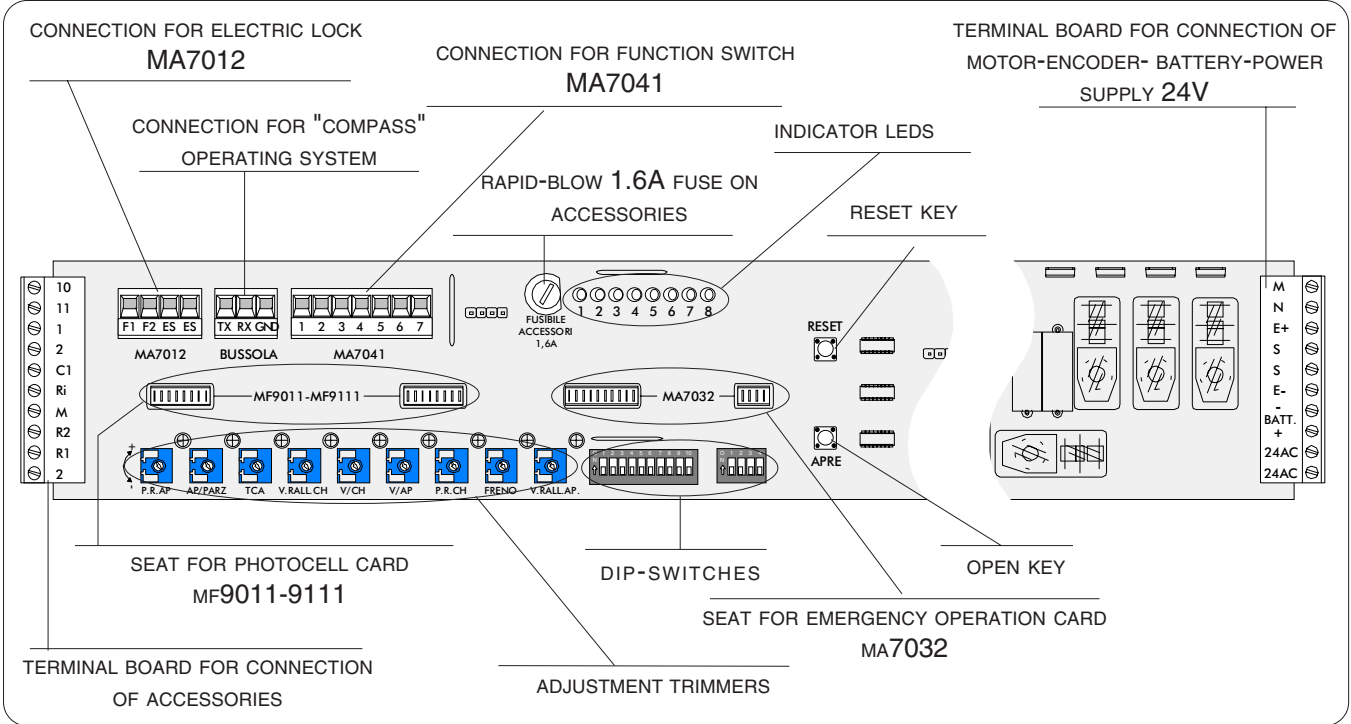 CONNECTION FOR ELECTRIC LOCK
MA7012
CONNECTION FOR FUNCTION SWITCH
MA7041
TERMINAL BOARD FOR CONNECTION OF
MOTOR-ENCODER- BATTERY-POWER
SUPPLY 24V
CONNECTION FOR "COMPASS"
OPERATING SYSTEM
INDICATOR LEDS
RAPID-BLOW 1.6A FUSE ON
ACCESSORIES
RESET KEY
10
11
1
2
C1
Ri
M
R2
R1
2
F1 F2 ES ES
MA7012
TX RX GND
BUSSOLA
1 2 3 4 5 6 7
MA7041
FUSIBILE
ACCESSORI
1,6A
1 2 3 4 5 6 7 8
RESET
APRE
MF9011-MF9111
MA7032
+
-
P.R.AP
AP/PARZ
TCA
V.RALL CH
V/CH
V/AP
P.R.CH
FRENO
V.RALL.AP.
M
N
E+
S
S
E-
-
BATT.
+
24AC
24AC
SEAT FOR PHOTOCELL CARD
MF9011-9111
DIP-SWITCHES
OPEN KEY
SEAT FOR EMERGENCY OPERATION CARD
MA7032
TERMINAL BOARD FOR CONNECTION
OF ACCESSORIES
ADJUSTMENT TRIMMERS